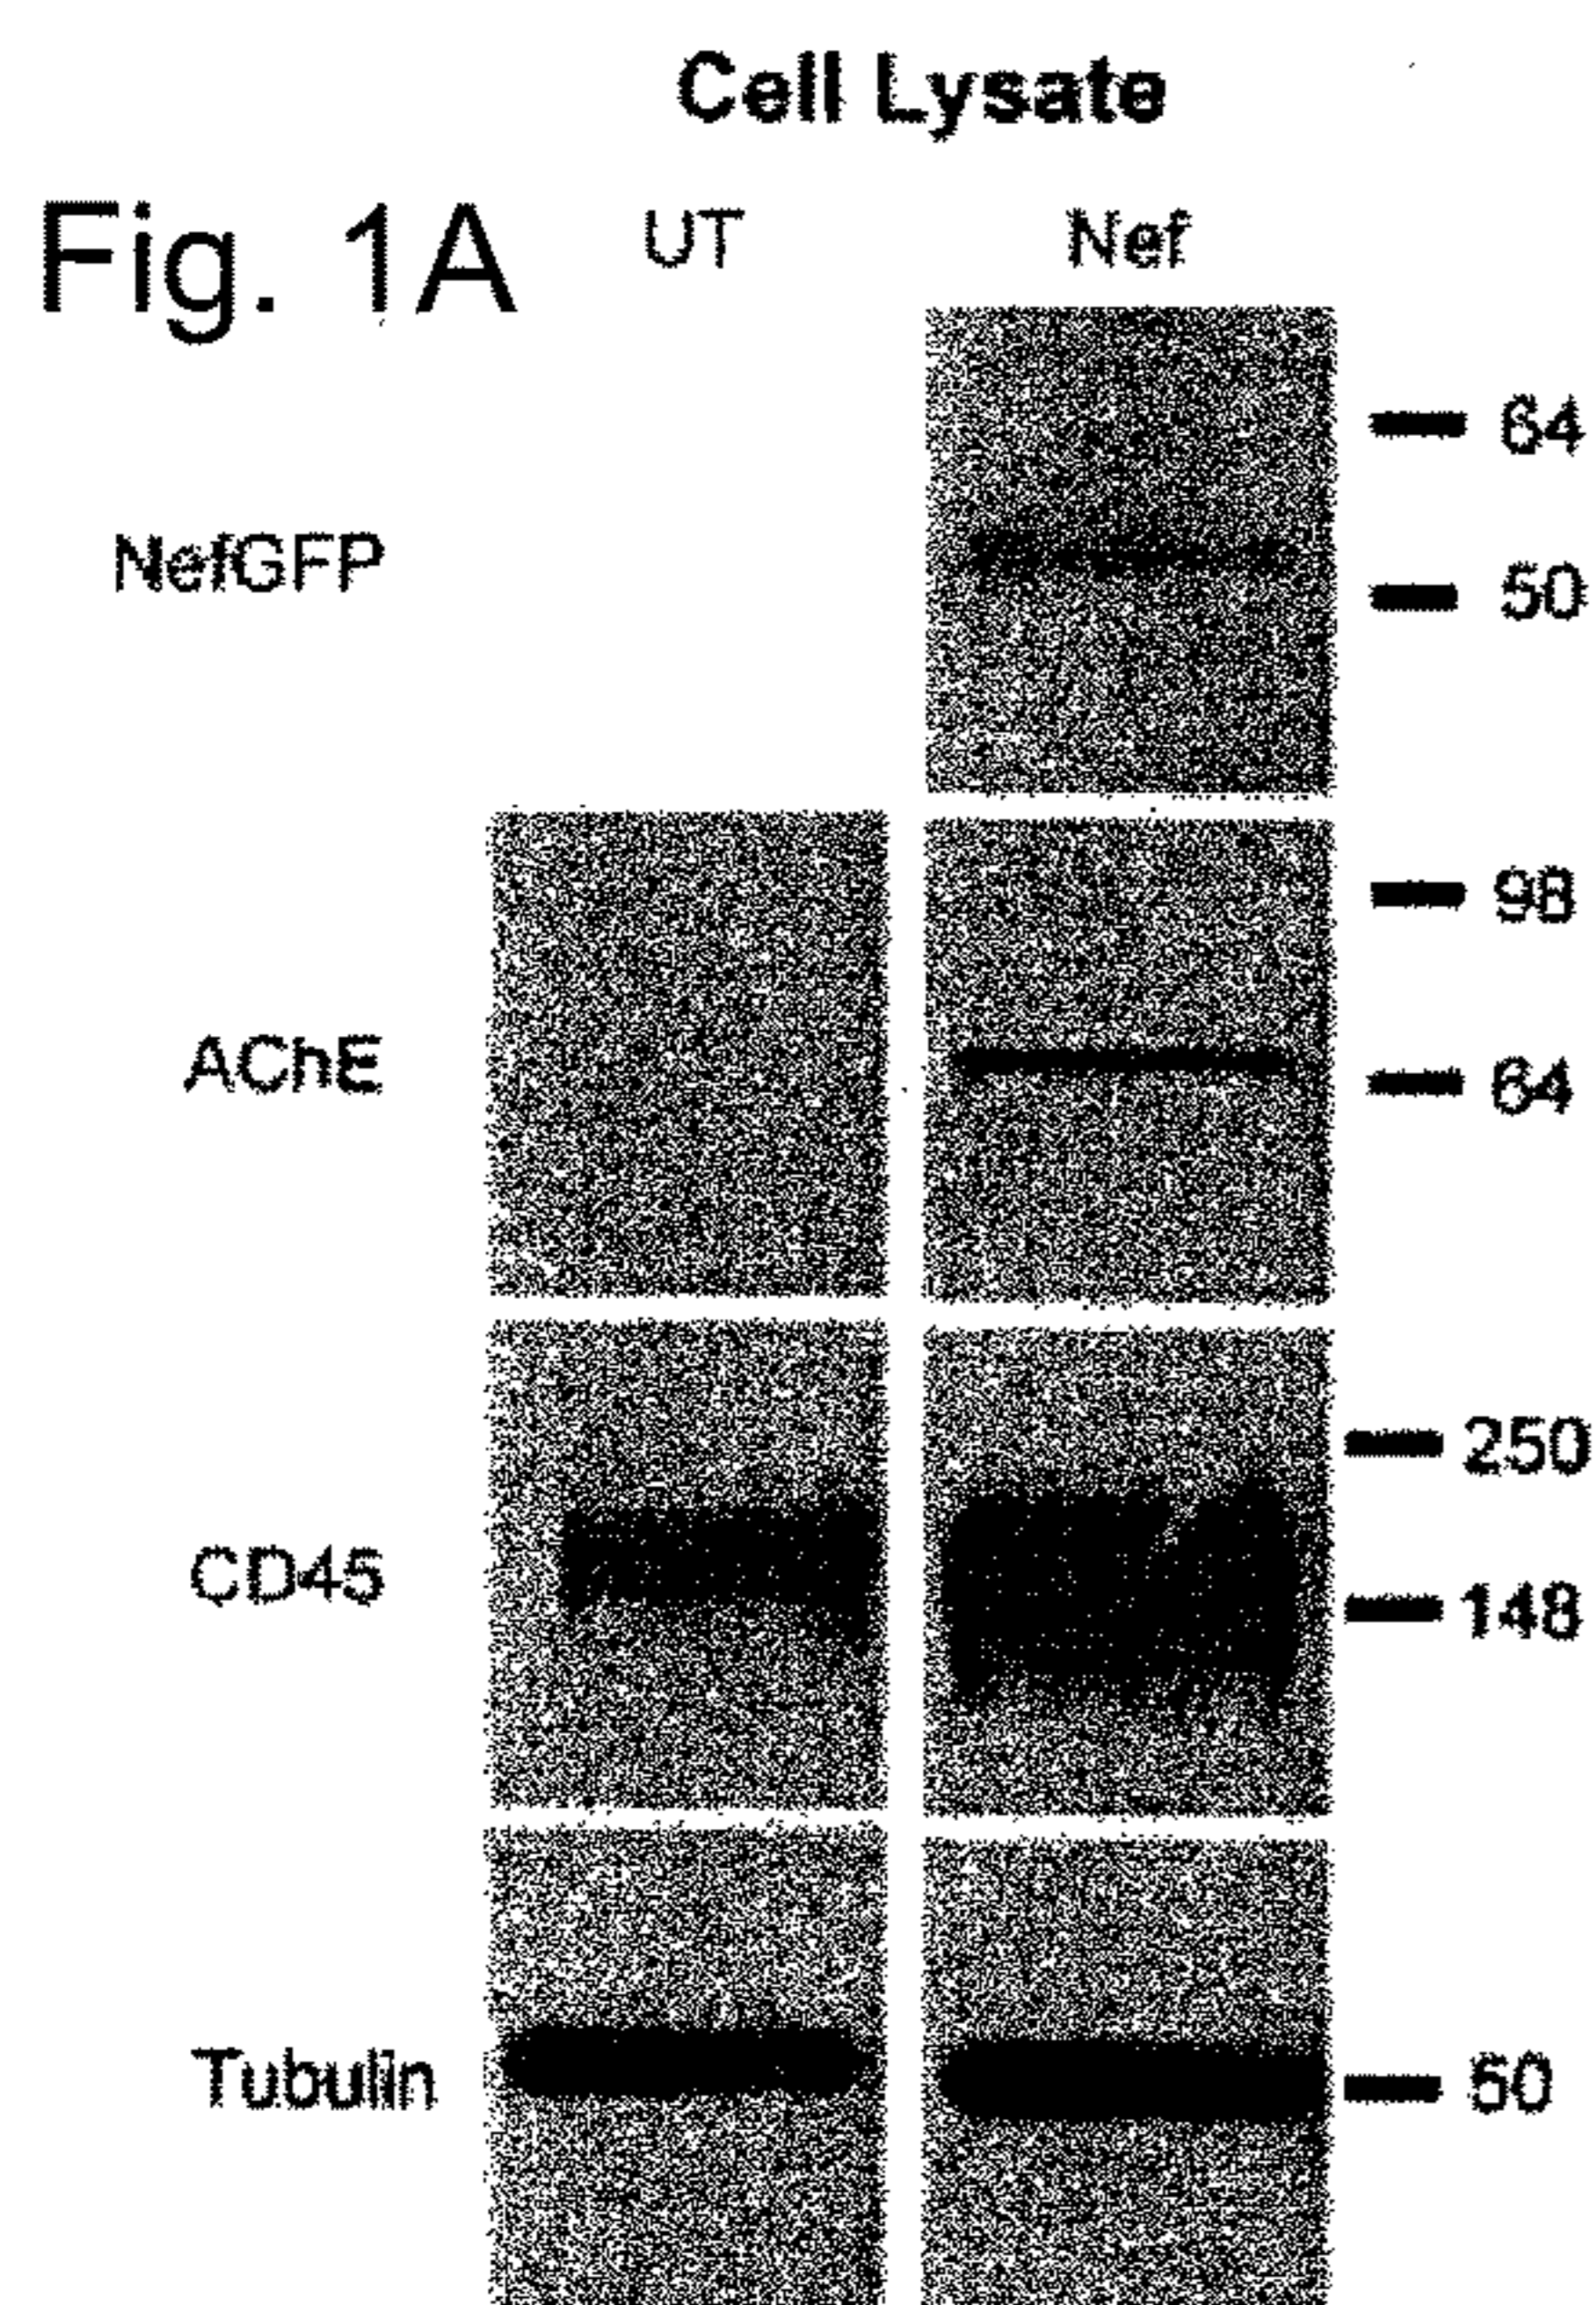 Cell Lysate
Fig. 1A
UT Nef
64
NefGFP
50
98
AChE
64
250
CD45
148
Tubulin
50